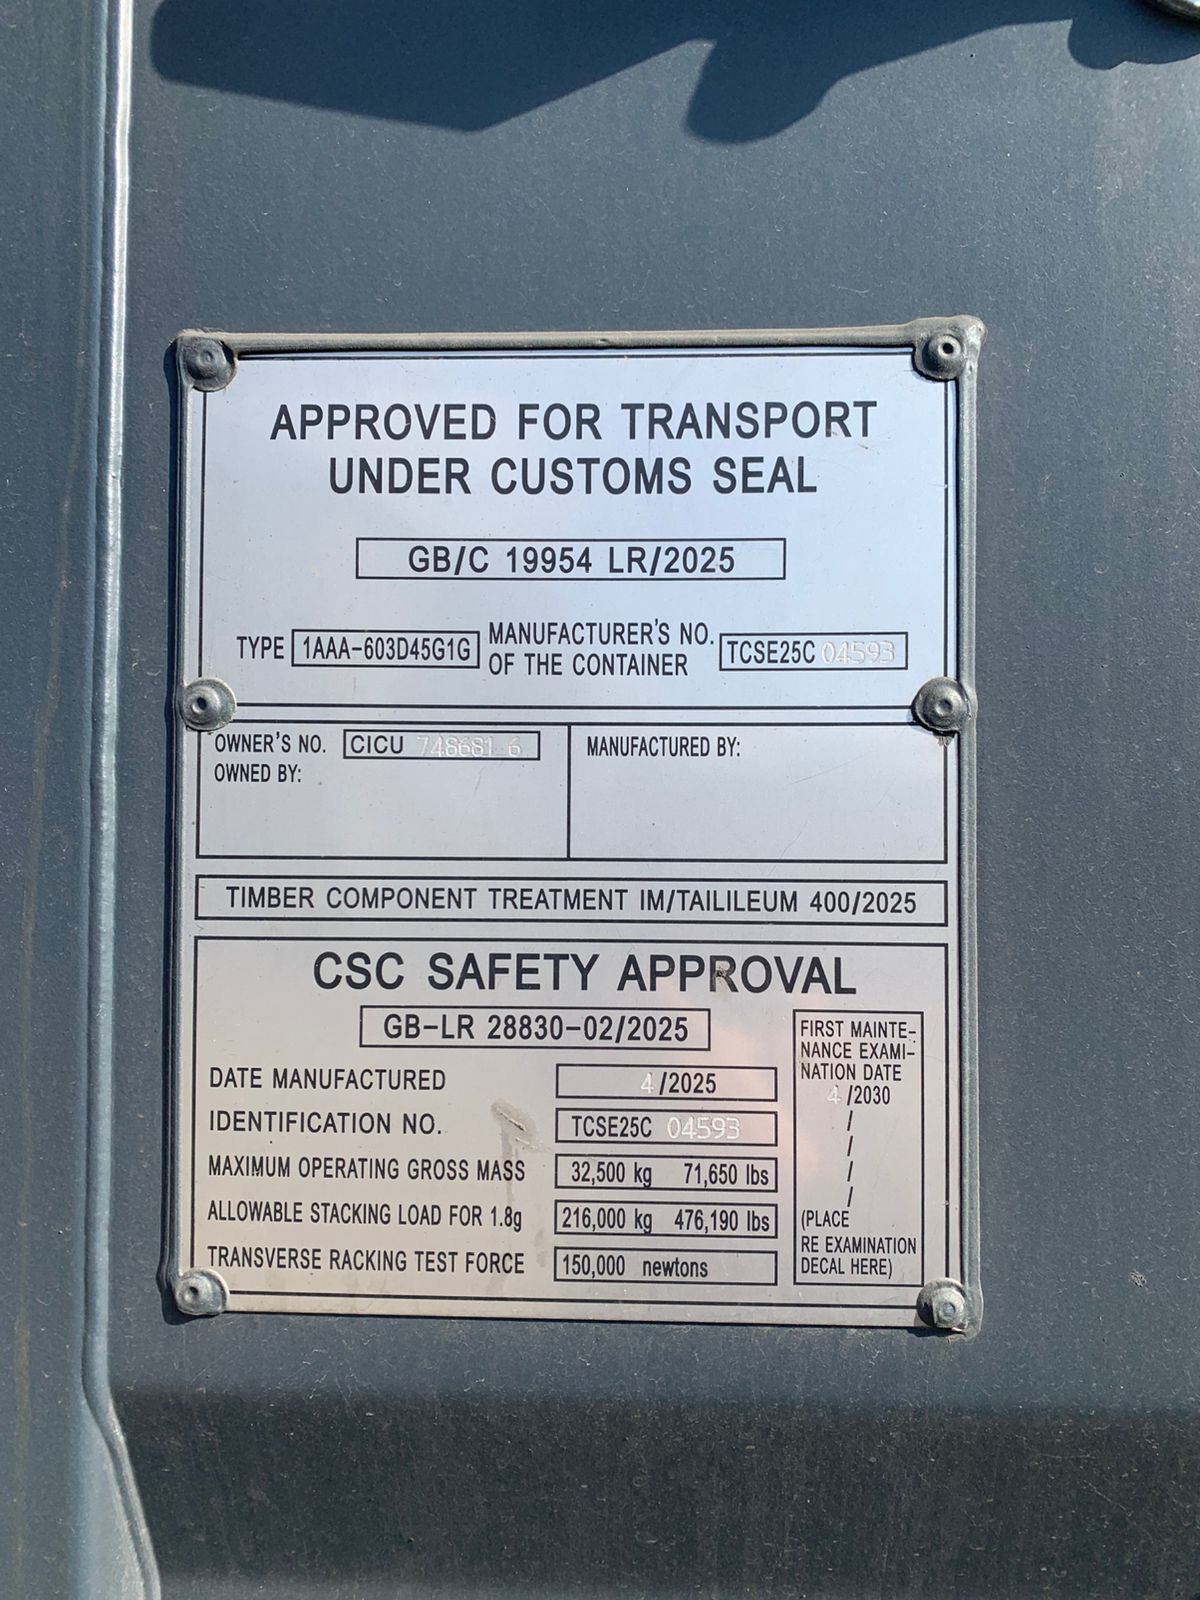 APPROVED FOR TRANSPORT
UNDER CUSTOMS SEAL
GB/C 19954 LR/2025
TYPE 1AAA-603D45G1G
MANUFACTURER'S NO.
OF THE CONTAINER
TCSE25C 04593
OWNER'S NO. CICU 748681 6
OWNED BY:
MANUFACTURED BY:
TIMBER COMPONENT TREATMENT IM/TAILILEUM 400/2025
CSC SAFETY APPROVAL
GB-LR 28830-02/2025
DATE MANUFACTURED 4/2025
IDENTIFICATION NO. TCSE25C 04593
MAXIMUM OPERATING GROSS MASS 32,500 kg 71,650 lbs
ALLOWABLE STACKING LOAD FOR 1.8g 216,000 kg 476,190 lbs
TRANSVERSE RACKING TEST FORCE 150,000 newtons
FIRST MAINTE-
NANCE EXAMI-
NATION DATE
4/2030
/
/
/
/
(PLACE
RE EXAMINATION
DECAL HERE)